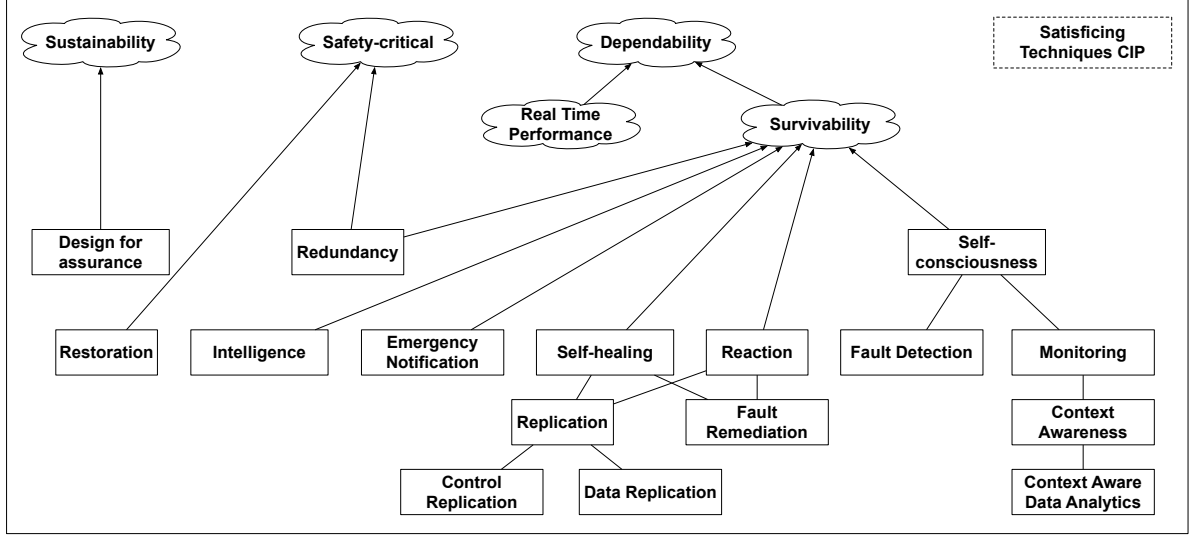 Sustainability
Safety-critical
Dependability
Satisficing
Techniques CIP
Real Time
Performance
Survivability
Design for
assurance
Redundancy
Self-
consciousness
Restoration
Intelligence
Emergency
Notification
Self-healing
Reaction
Fault Detection
Monitoring
Replication
Fault
Remediation
Context
Awareness
Control
Replication
Data Replication
Context Aware
Data Analytics